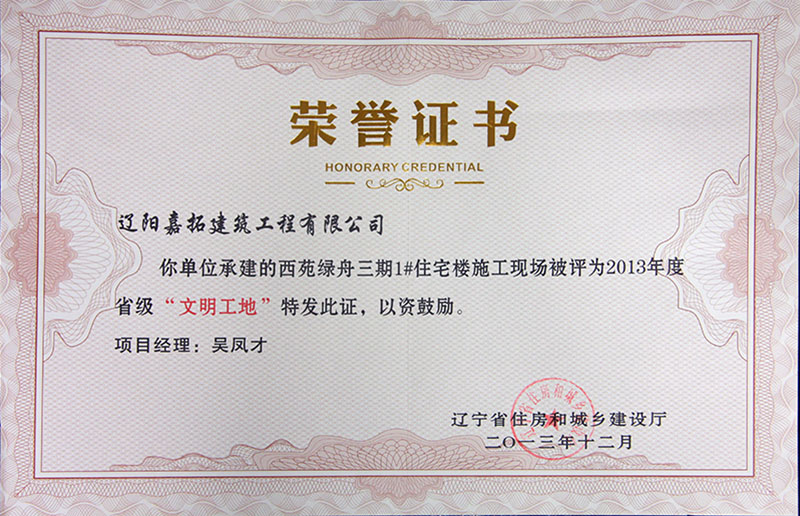 荣誉证书
HONORARY CREDENTIAL
辽阳嘉拓建筑工程有限公司
你单位承建的西苑绿舟三期1#住宅楼施工现场被评为2013年度
省级“文明工地”特发此证，以资鼓励。
项目经理：吴凤才
辽宁省住房和城乡建设厅
二〇一三年十二月